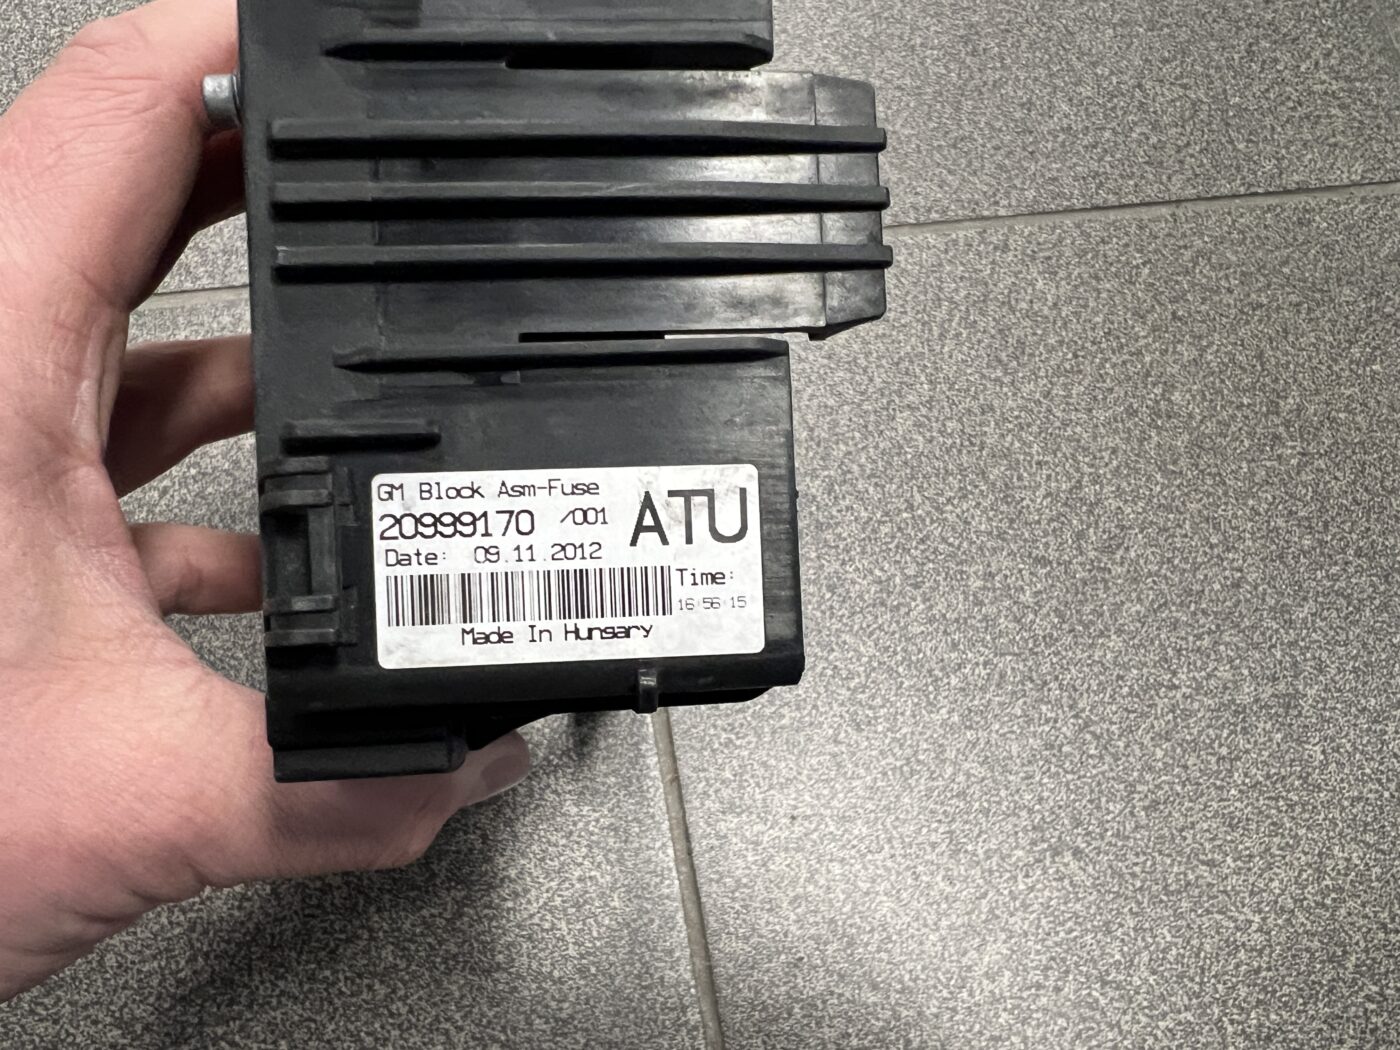 GM Block Asm-Fuse
20999170 /001
ATU
Date: 09.11.2012
Time:
16:56:15
Made In Hungary